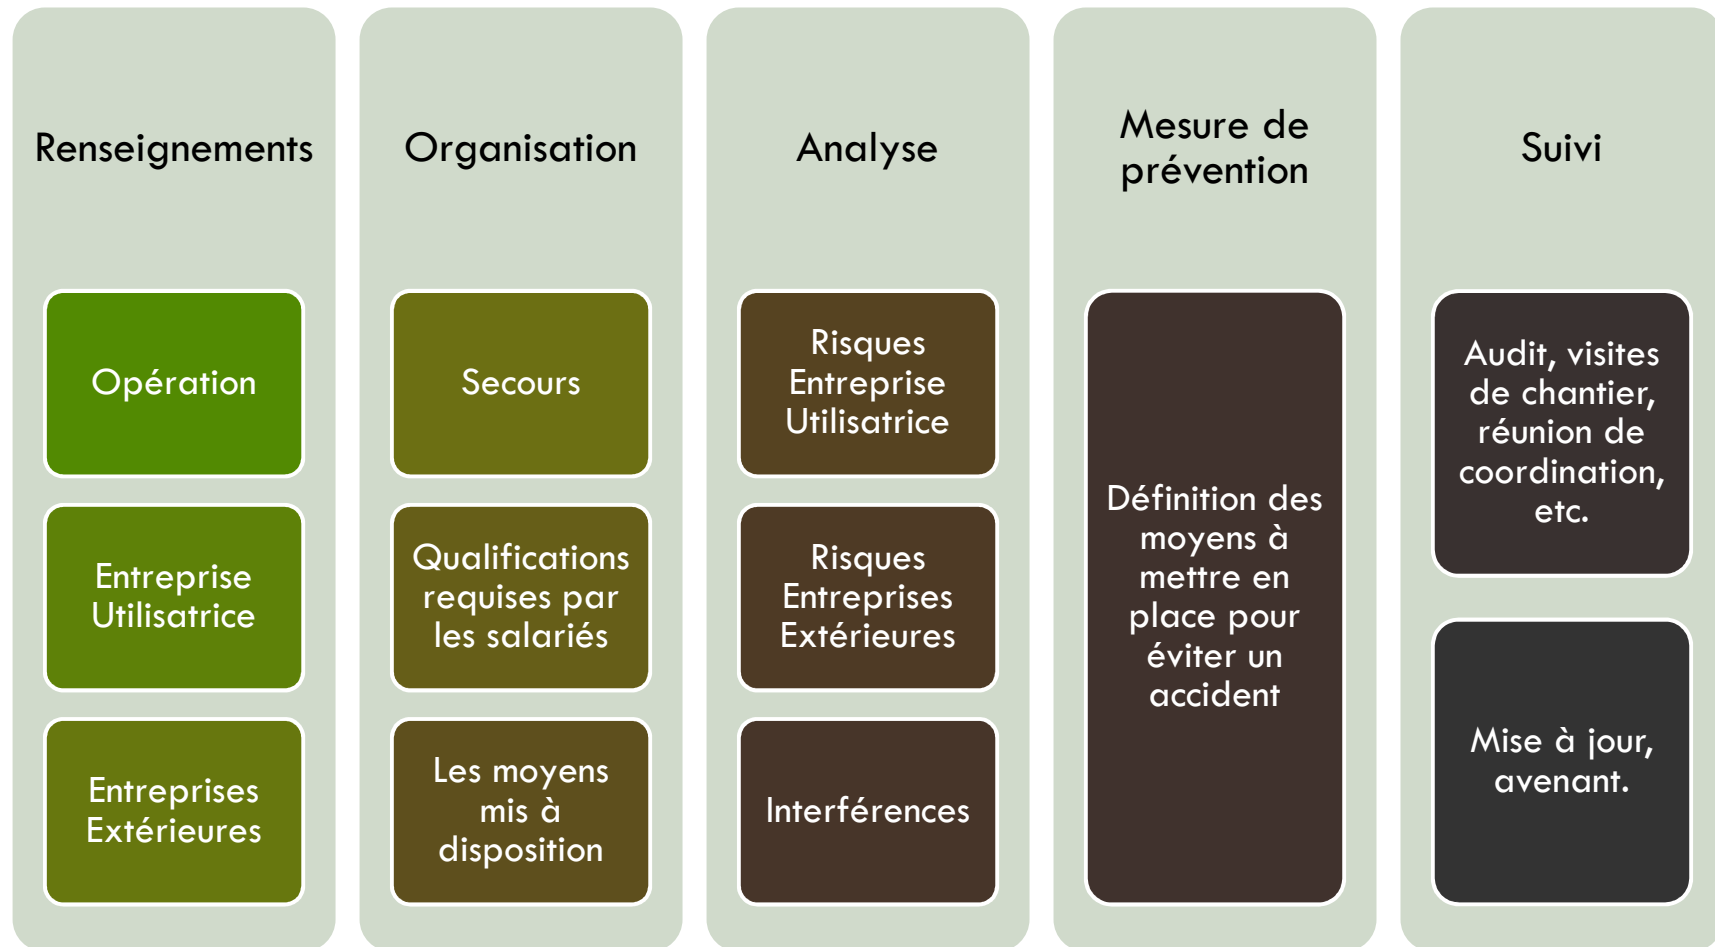 Renseignements
Opération
Entreprise
Utilisatrice
Entreprises
Extérieures
Organisation
Secours
Qualifications
requises par
les salariés
Les moyens
mis à
disposition
Analyse
Risques
Entreprise
Utilisatrice
Risques
Entreprises
Extérieures
Interférences
Mesure de
prévention
Définition des
moyens à
mettre en
place pour
éviter un
accident
Suivi
Audit, visites
de chantier,
réunion de
coordination,
etc.
Mise à jour,
avenant.